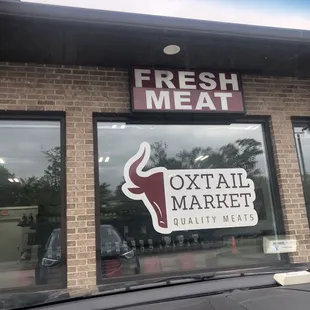 FRESH
MEAT
OXTAIL
MARKET
QUALITY MEATS